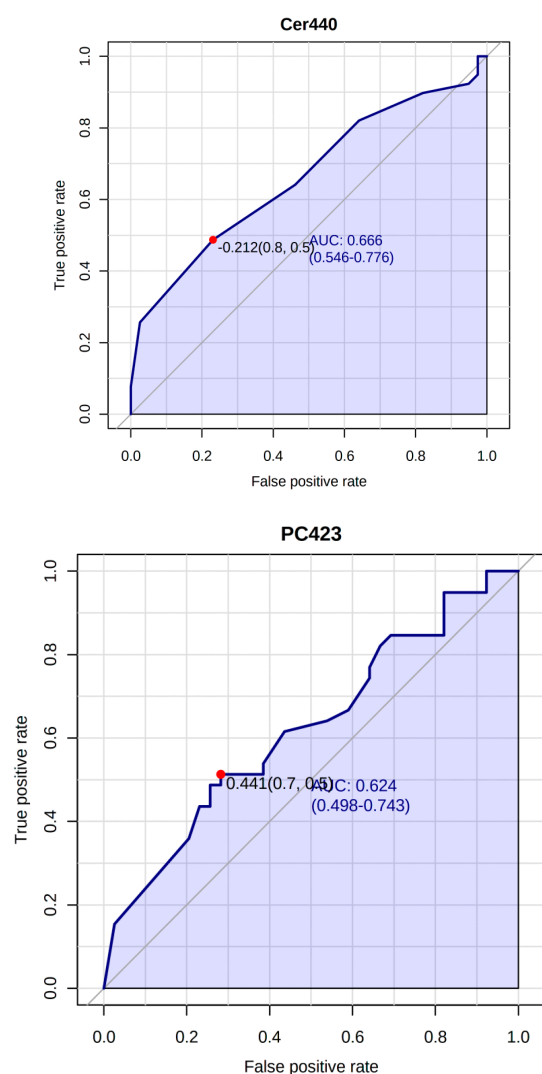 Cer440
1.0
0.8
0.6
0.4
0.2
0.0
True positive rate
-0.212(0.8, 0.5)
AUC: 0.666
(0.546-0.776)
0.0 0.2 0.4 0.6 0.8 1.0
False positive rate
PC423
1.0
0.8
0.6
0.4
0.2
0.0
True positive rate
0.441(0.7, 0.5)
AUC: 0.624
(0.498-0.743)
0.0 0.2 0.4 0.6 0.8 1.0
False positive rate